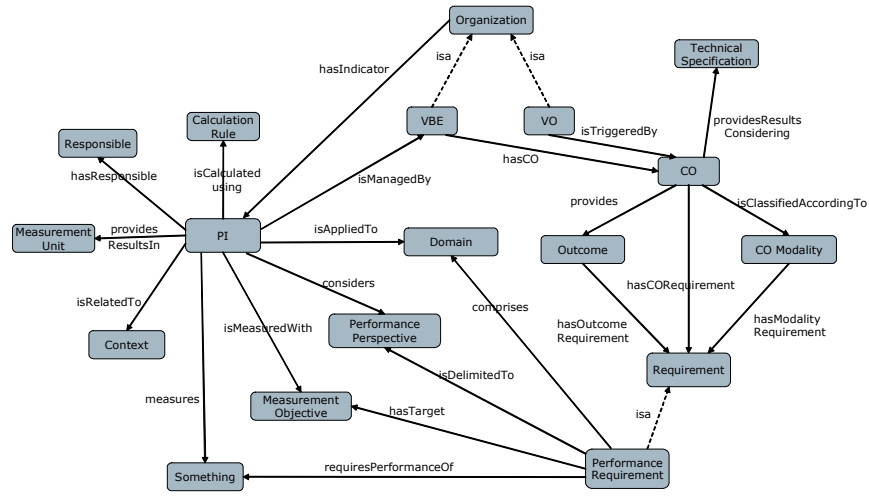 Organization
hasIndicator
isa
isa
Technical
Specification
Calculation
Rule
VBE
VO
isTriggeredBy
providesResults
Considering
Responsible
hasResponsible
isCalculated
using
isManagedBy
hasCO
CO
provides
isClassifiedAccordingTo
Measurement
Unit
provides
ResultsIn
PI
isAppliedTo
Domain
Outcome
CO Modality
isRelatedTo
considers
hasCORequirement
comprises
Context
isMeasuredWith
Performance
Perspective
hasOutcome
Requirement
hasModality
Requirement
isDelimitedTo
Requirement
measures
Measurement
Objective
hasTarget
isa
Something
requiresPerformanceOf
Performance
Requirement